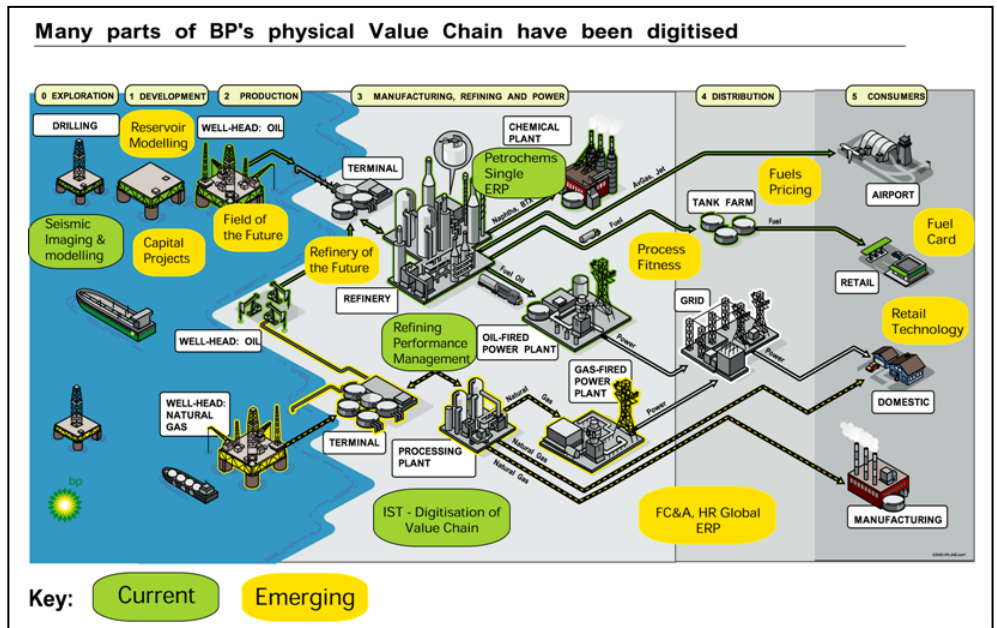 Many parts of BP's physical Value Chain have been digitised
0 EXPLORATION
1 DEVELOPMENT
2 PRODUCTION
3 MANUFACTURING, REFINING AND POWER
4 DISTRIBUTION
5 CONSUMERS
DRILLING
Reservoir
Modelling
WELL-HEAD: OIL
TERMINAL
CHEMICAL
PLANT
Petrochems
Single
ERP
Naphtha, BTX
ArGas, Jet
Fuels
Pricing
AIRPORT
Seismic
Imaging &
modelling
Capital
Projects
Field of
the Future
Refinery of
the Future
REFINERY
Fuel
Fuel Oil
Process
Fitness
TANK FARM
Fuel
Fuel
Card
RETAIL
WELL-HEAD: OIL
Refining
Performance
Management
OIL-FIRED
POWER PLANT
Power
GRID
Power
Retail
Technology
DOMESTIC
WELL-HEAD:
NATURAL
GAS
TERMINAL
PROCESSING
PLANT
Natural Gas
Natural Gas
Natural Gas
GAS-FIRED
POWER
PLANT
Power
bp
IST - Digitisation of
Value Chain
FC&A, HR Global
ERP
MANUFACTURING
Key:
Current
Emerging